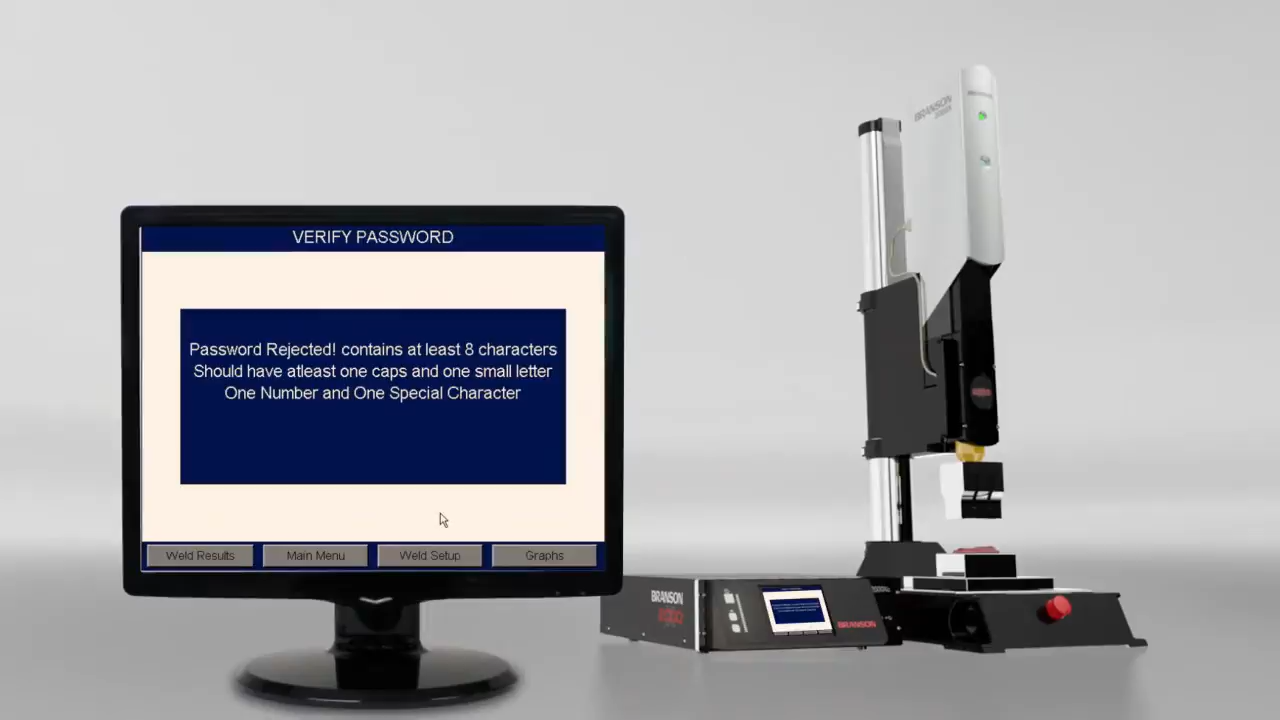 VERIFY PASSWORD
Password Rejected! contains at least 8 characters
Should have atleast one caps and one small letter
One Number and One Special Character
Weld Results
Main Menu
Weld Setup
Graphs
BRANSON
BRANSON
BRANSON